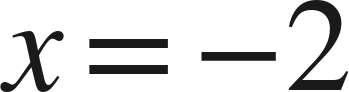 x = −2